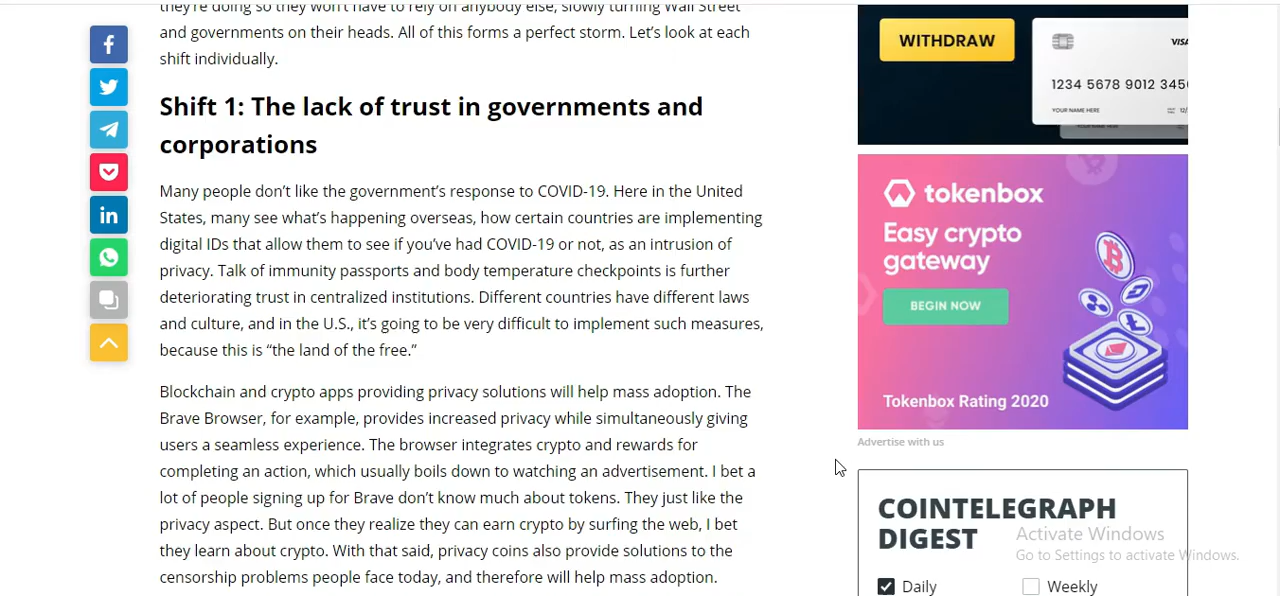 they're doing so they won't have to rely on anybody else, slowly turning Wall Street
and governments on their heads. All of this forms a perfect storm. Let's look at each
shift individually.
Shift 1: The lack of trust in governments and
corporations
Many people don't like the government's response to COVID-19. Here in the United
States, many see what's happening overseas, how certain countries are implementing
digital IDs that allow them to see if you've had COVID-19 or not, as an intrusion of
privacy. Talk of immunity passports and body temperature checkpoints is further
deteriorating trust in centralized institutions. Different countries have different laws
and culture, and in the U.S., it's going to be very difficult to implement such measures,
because this is “the land of the free.”
Blockchain and crypto apps providing privacy solutions will help mass adoption. The
Brave Browser, for example, provides increased privacy while simultaneously giving
users a seamless experience. The browser integrates crypto and rewards for
completing an action, which usually boils down to watching an advertisement. I bet a
lot of people signing up for Brave don't know much about tokens. They just like the
privacy aspect. But once they realize they can earn crypto by surfing the web, I bet
they learn about crypto. With that said, privacy coins also provide solutions to the
censorship problems people face today, and therefore will help mass adoption.
WITHDRAW
VISA
1234 5678 9012 3456
YOUR NAME HERE
12/
tokenbox
Easy crypto
gateway
BEGIN NOW
Tokenbox Rating 2020
Advertise with us
COINTELEGRAPH
DIGEST
Activate Windows
Go to Settings to activate Windows.
Daily
Weekly